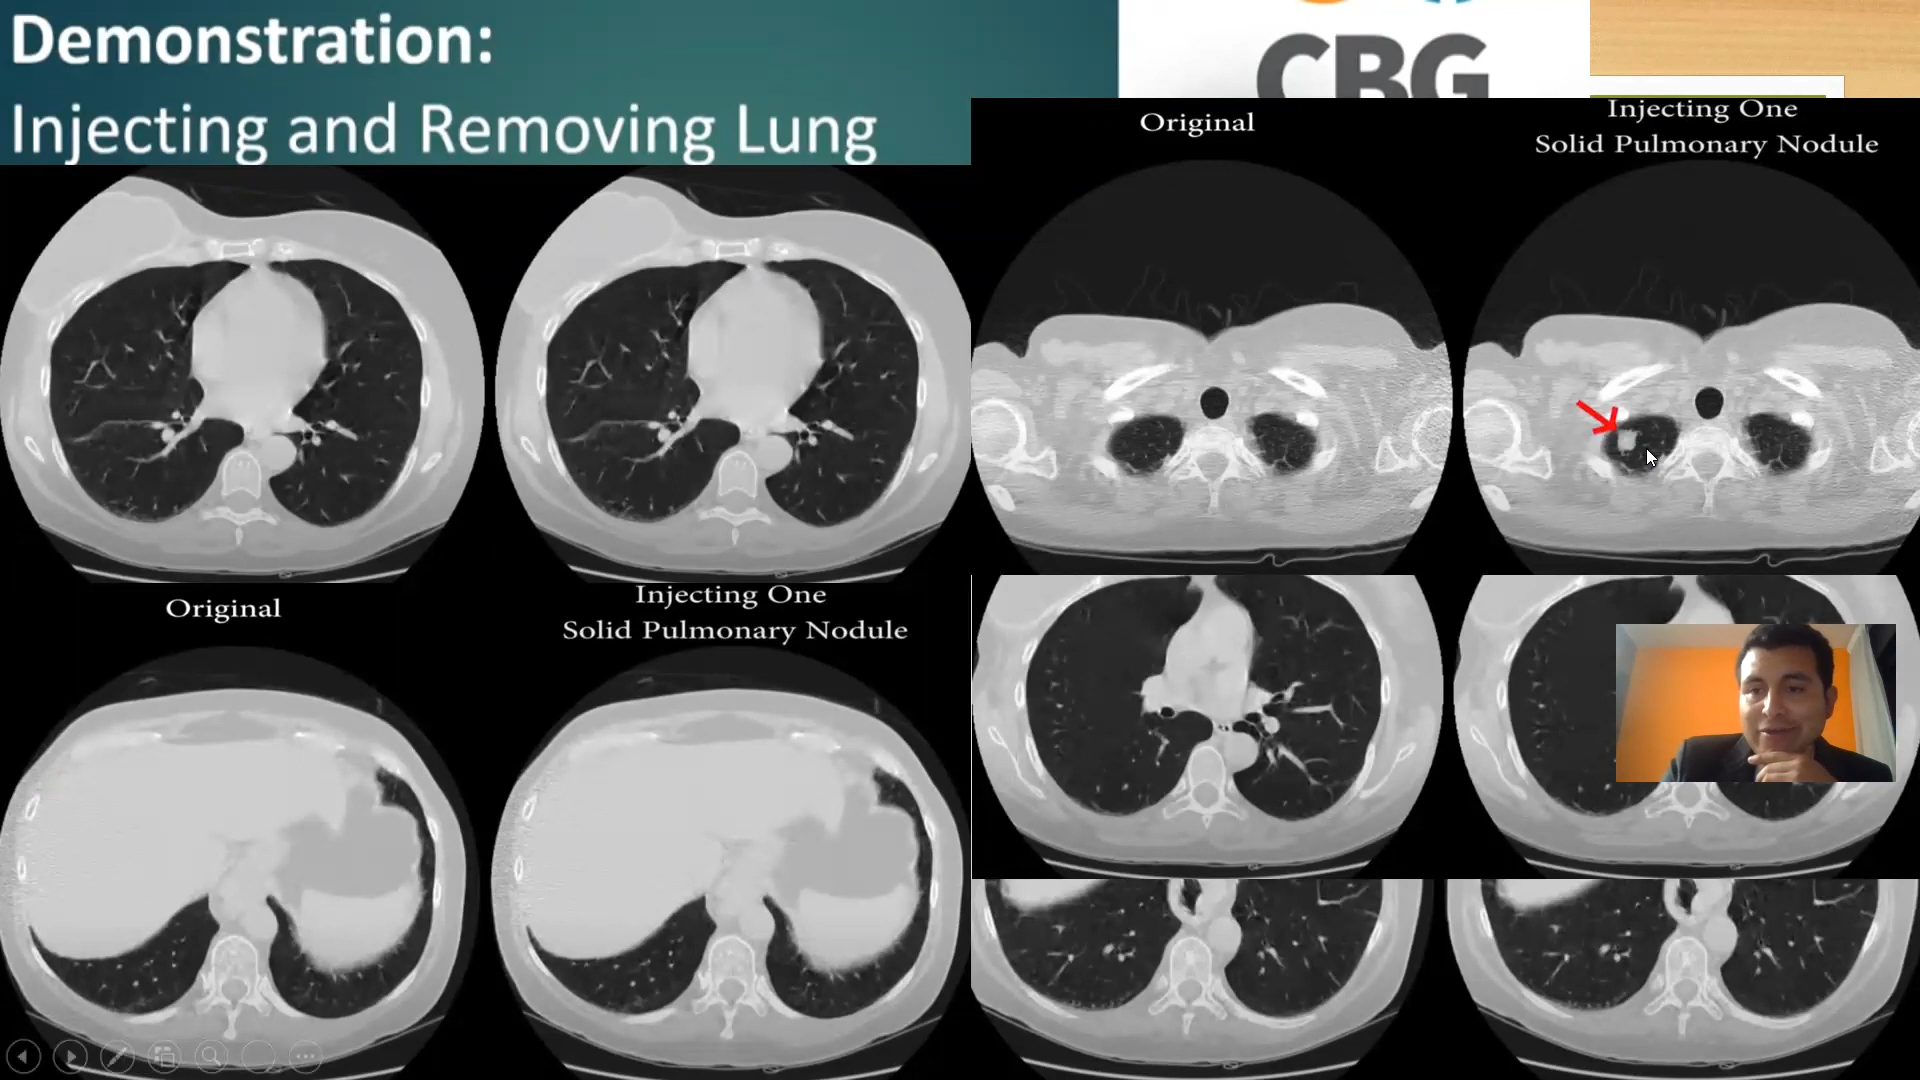 Demonstration:
Injecting and Removing Lung
CBG
Original
Injecting One
Solid Pulmonary Nodule
Original
Injecting One
Solid Pulmonary Nodule